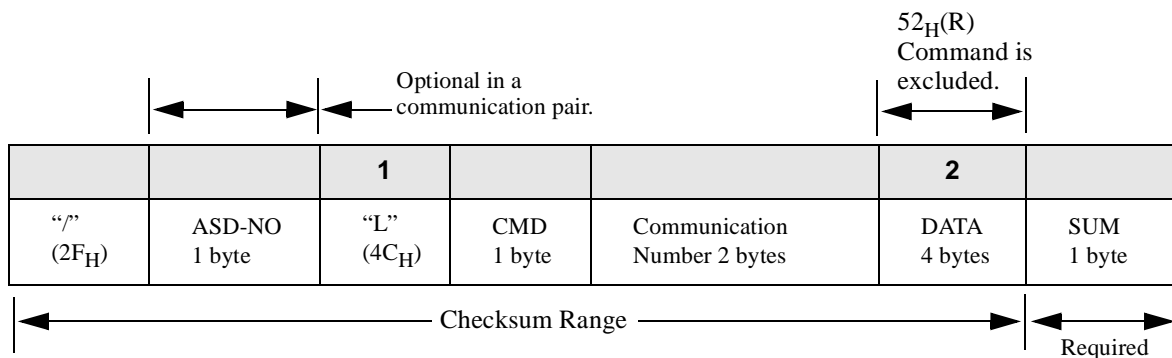 52H(R)
Command is
excluded.
Optional in a
communication pair.
1
2
“/”
(2FH)
ASD-NO
1 byte
“L”
(4CH)
CMD
1 byte
Communication
Number 2 bytes
DATA
4 bytes
SUM
1 byte
Checksum Range
Required